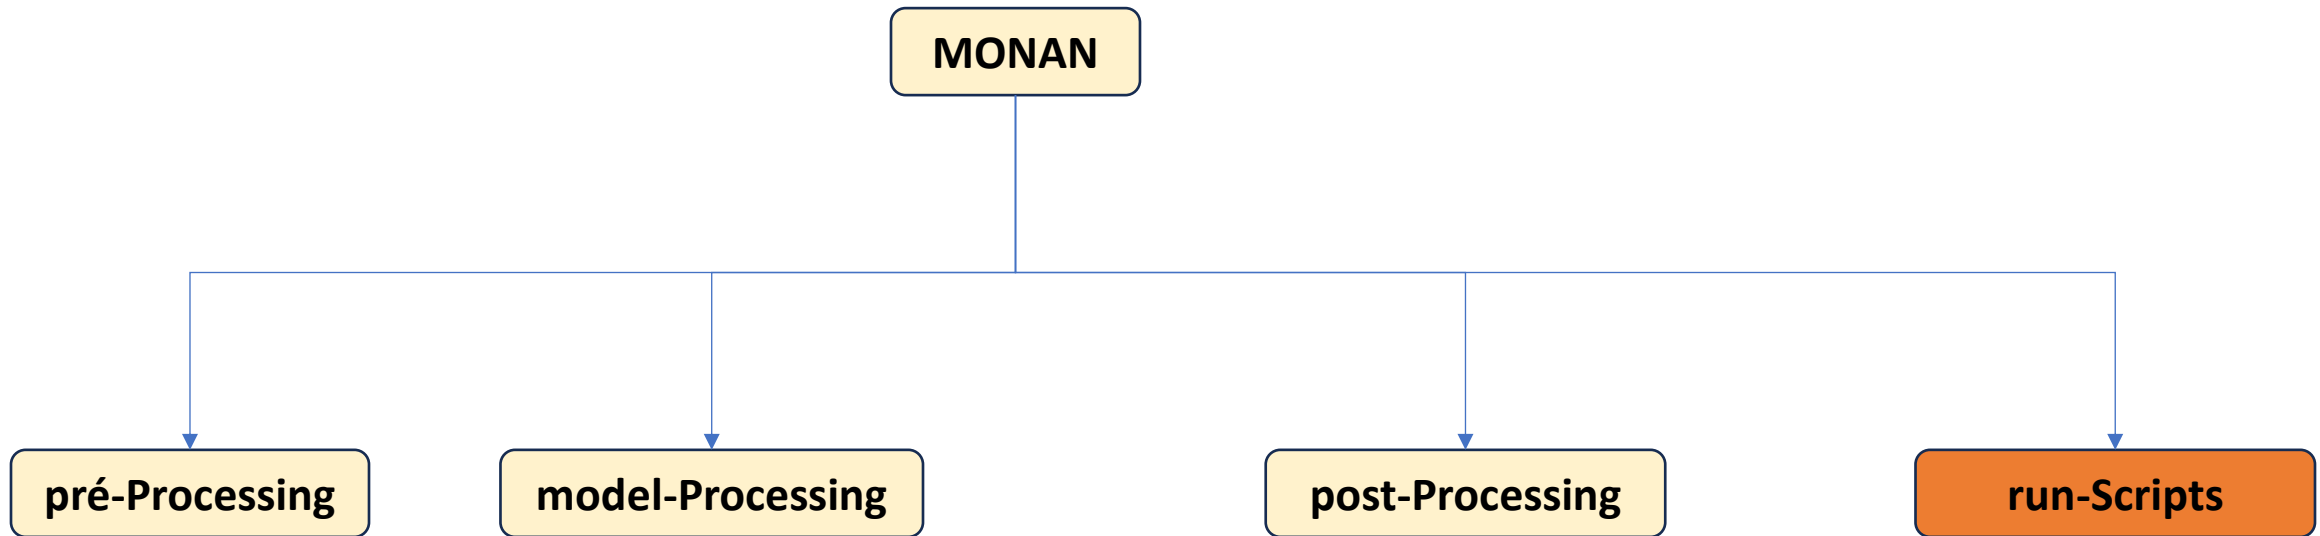 MONAN
pré-Processing
model-Processing
post-Processing
run-Scripts